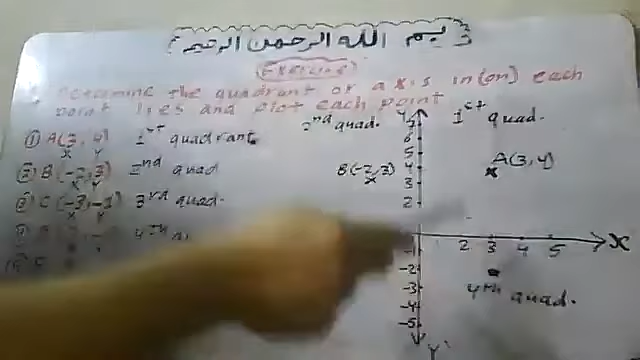 بسم الله الرحمن الرحيم
Exercise
Determine the quadrant or axis in(on) each
point lies and plot each point
① A(3, 4) 1st quadrant
x y
② B(-2, 3) 2nd quad
x y
③ C(-3, -1) 3rd quad.
x y
4th
2nd quad.
1st quad.
y
6
5
4
3
2
B(-2,3)
A(3,4)
2 3 4 5 X
-1
-2
-3
-4
-5
4th quad.
Y'